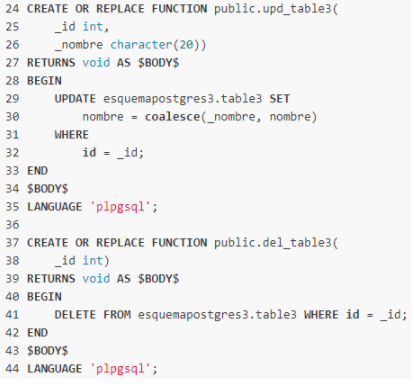 24 CREATE OR REPLACE FUNCTION public.upd_table3(
25     _id int,
26     _nombre character(20))
27 RETURNS void AS $BODY$
28 BEGIN
29     UPDATE esquemapostgres3.table3 SET
30         nombre = coalesce(_nombre, nombre)
31     WHERE
32         id = _id;
33 END
34 $BODY$
35 LANGUAGE 'plpgsql';
36
37 CREATE OR REPLACE FUNCTION public.del_table3(
38     _id int)
39 RETURNS void AS $BODY$
40 BEGIN
41     DELETE FROM esquemapostgres3.table3 WHERE id = _id;
42 END
43 $BODY$
44 LANGUAGE 'plpgsql';